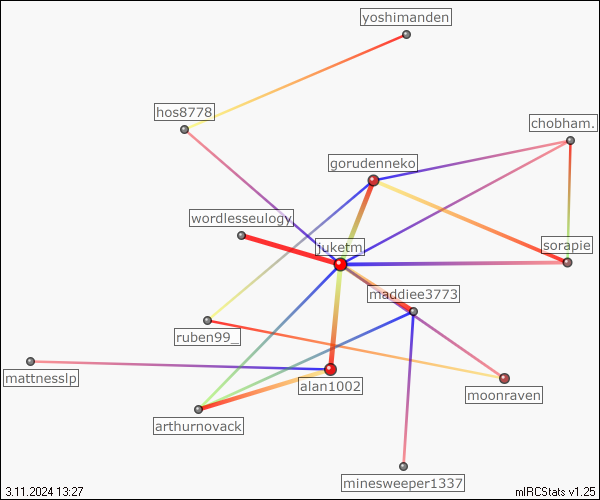 yoshimanden
hos8778
chobham.
gorudenneko
wordlesseulogy
juketm
sorapie
maddiee3773
ruben99_
mattnesslp
alan1002
moonraven
arthurnovack
minesweeper1337
3.11.2024 13:27
mIRCStats v1.25